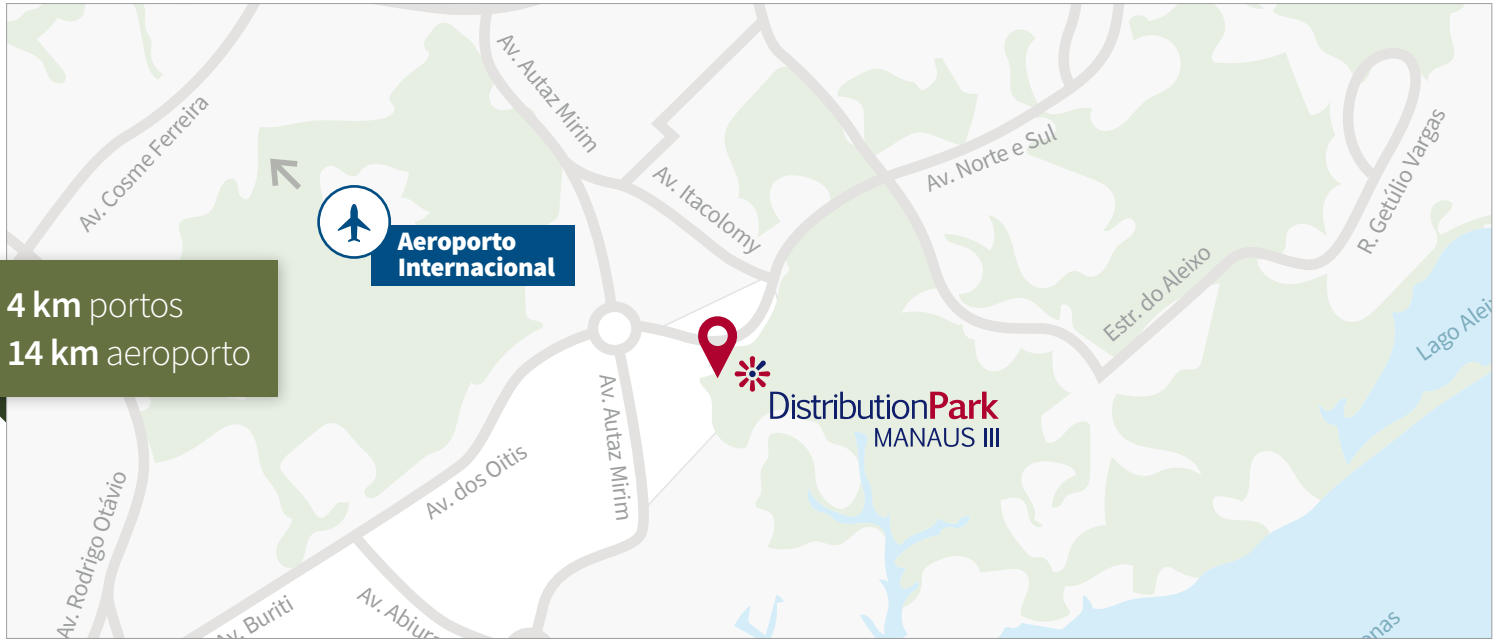 Av. Autaz Mirim
Av. Cosme Ferreira
Av. Norte e Sul
Av. Itacolomy
R. Getúlio Vargas
Aeroporto
Internacional
Estr. do Aleixo
4 km portos
14 km aeroporto
Lago
DistributionPark
MANAUS III
Av. Autaz Mirim
Av. dos Oitis
Av. Rodrigo Otávio
Av. Buriti
Av.